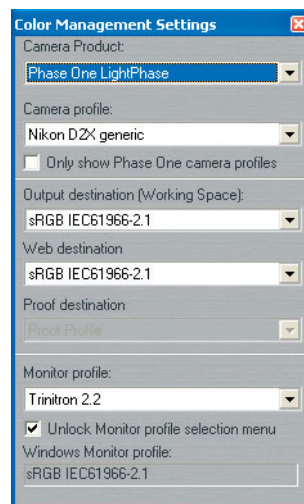 Color Management Settings
Camera Product:
Phase One LightPhase
Camera profile:
Nikon D2X generic
Only show Phase One camera profiles
Output destination (Working Space):
sRGB IEC61966-2.1
Web destination
sRGB IEC61966-2.1
Proof destination
Proof Profile
Monitor profile:
Trinitron 2.2
Unlock Monitor profile selection menu
Windows Monitor profile:
sRGB IEC61966-2.1